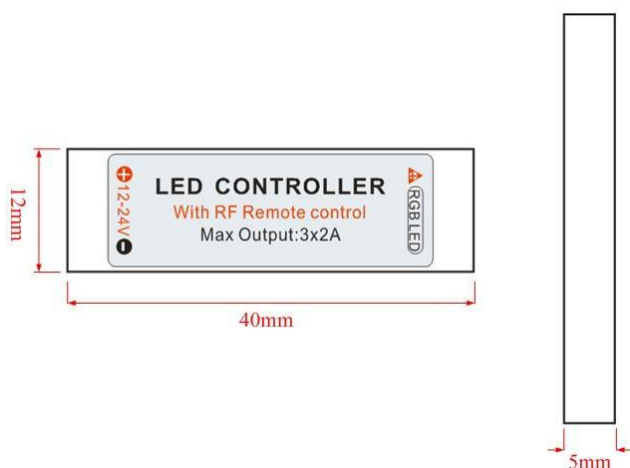 12mm
12-24V
LED CONTROLLER
With RF Remote control
Max Output:3x2A
RGB LED
40mm
5mm